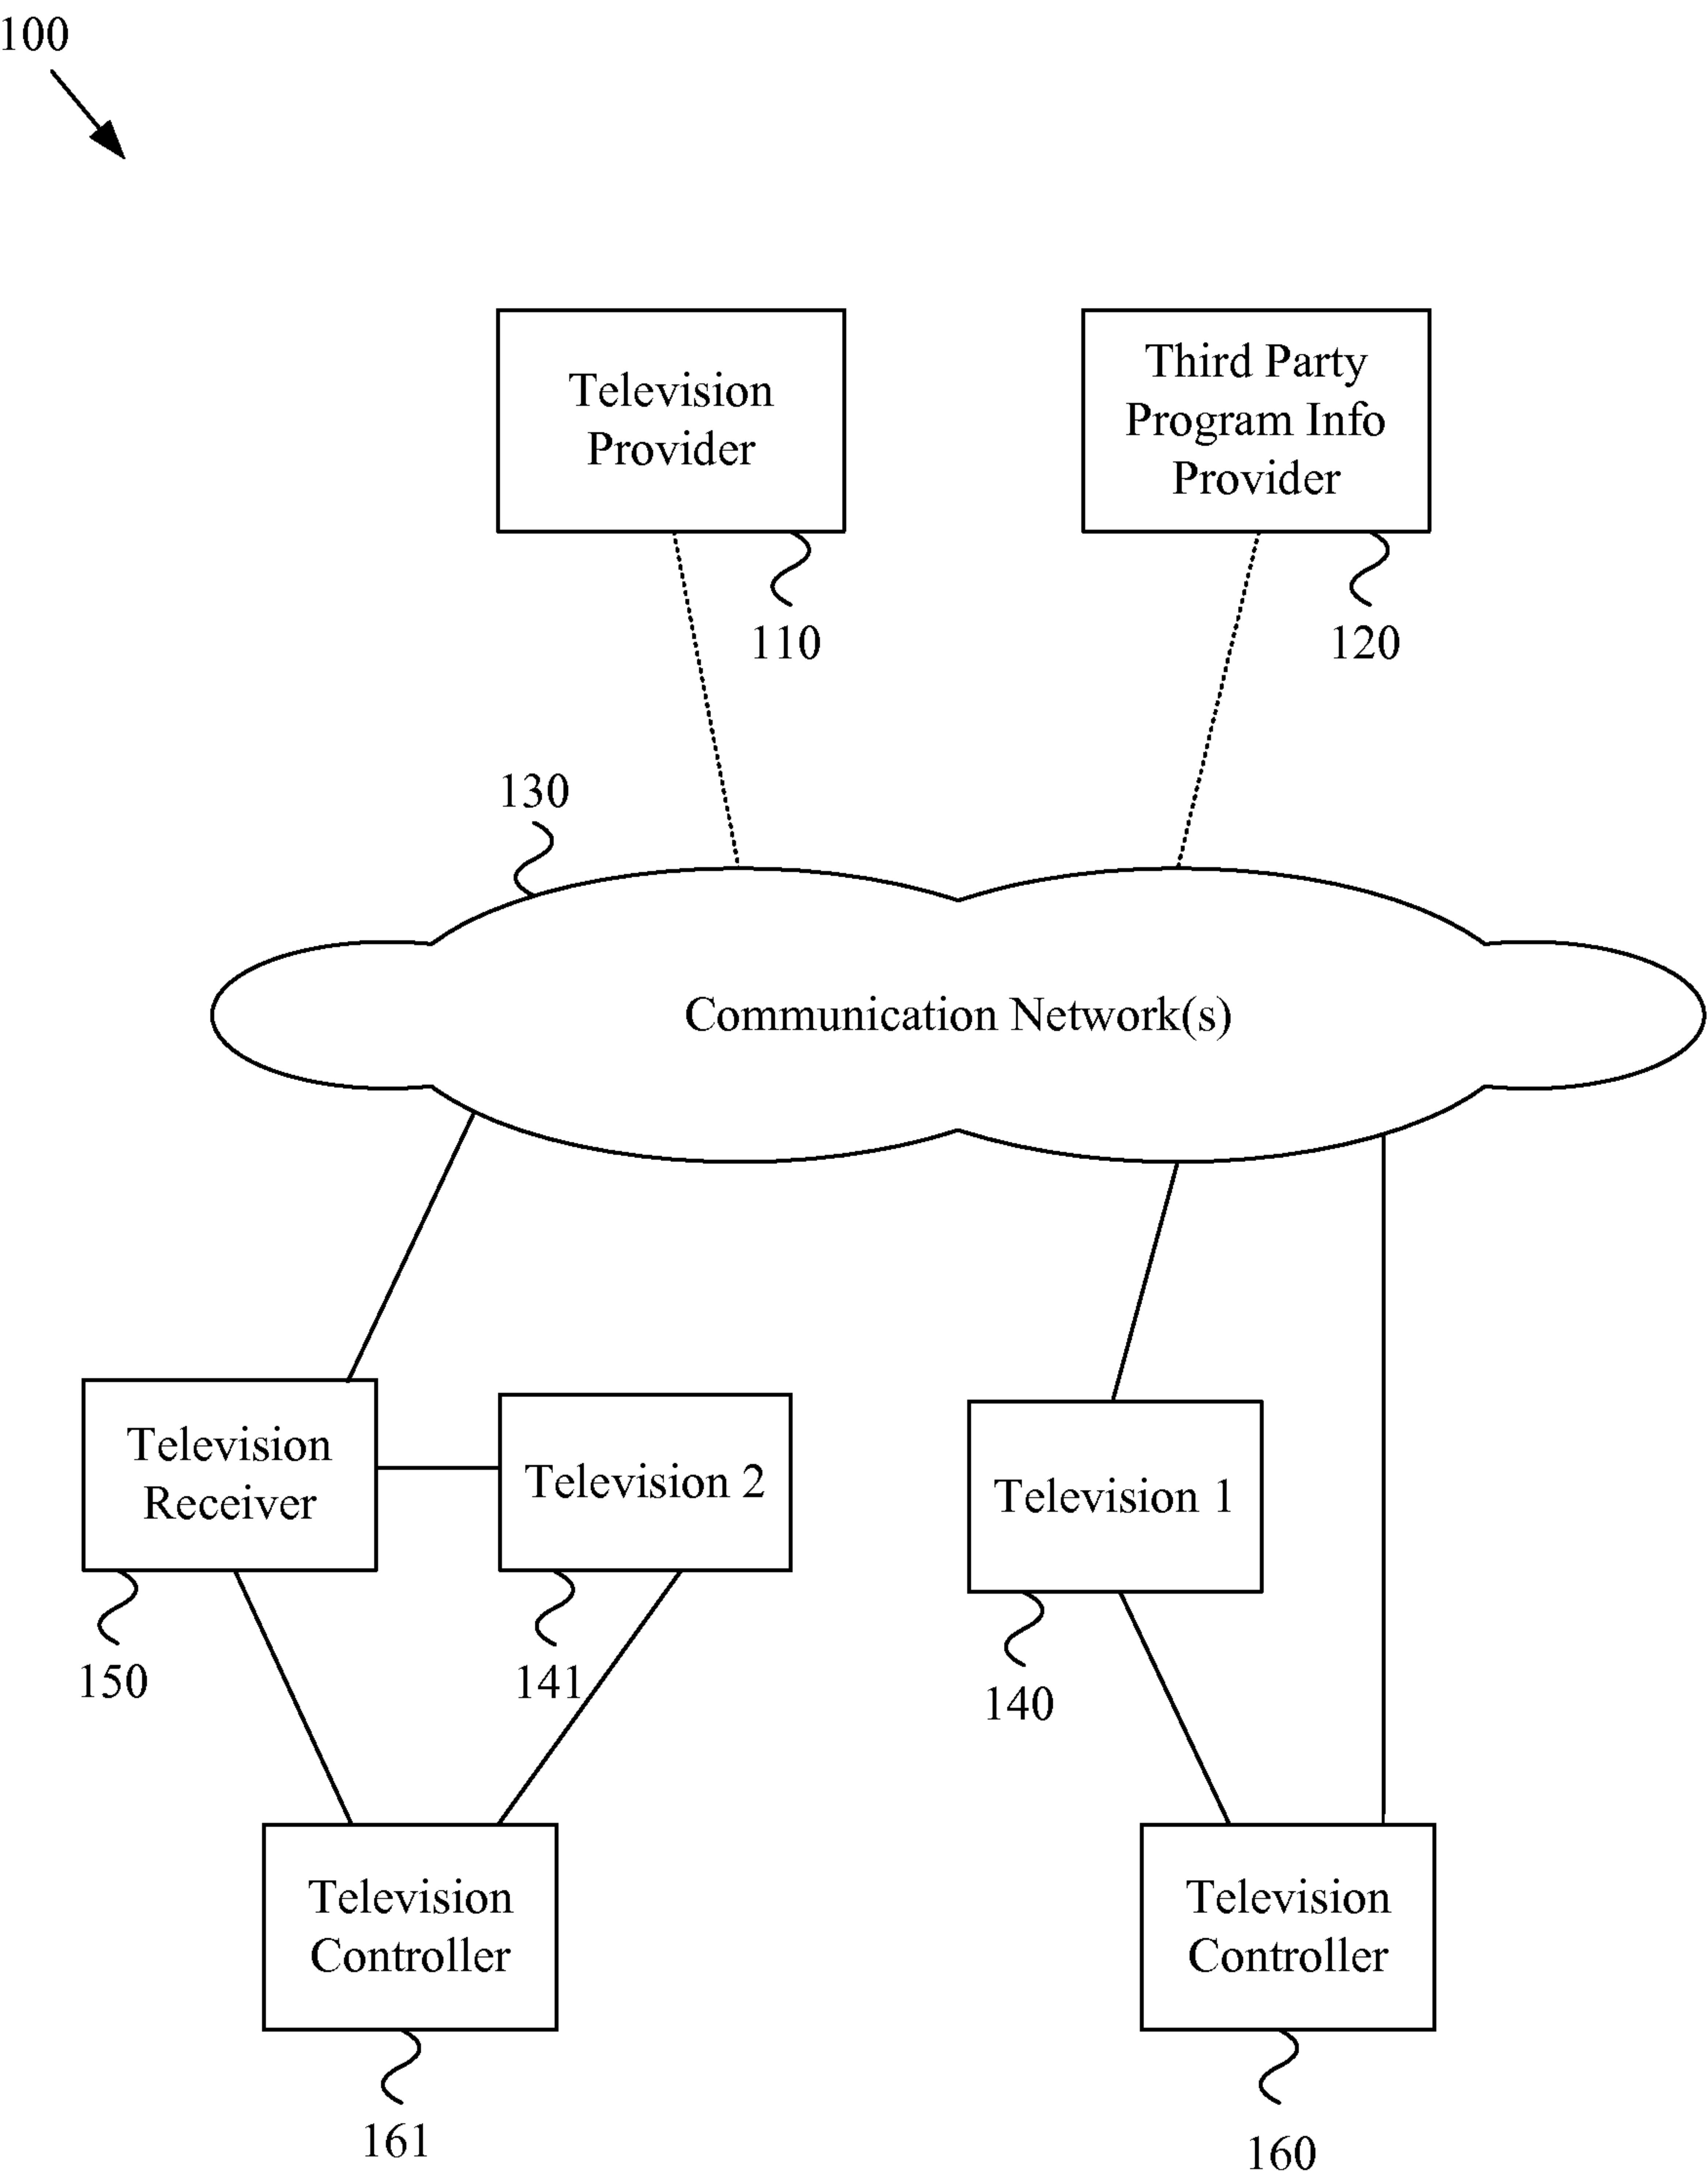 100
Television
Provider
Third Party
Program Info
Provider
110
120
130
Communication Network(s)
Television
Receiver
Television 2
Television 1
150
141
140
Television
Controller
Television
Controller
161
160